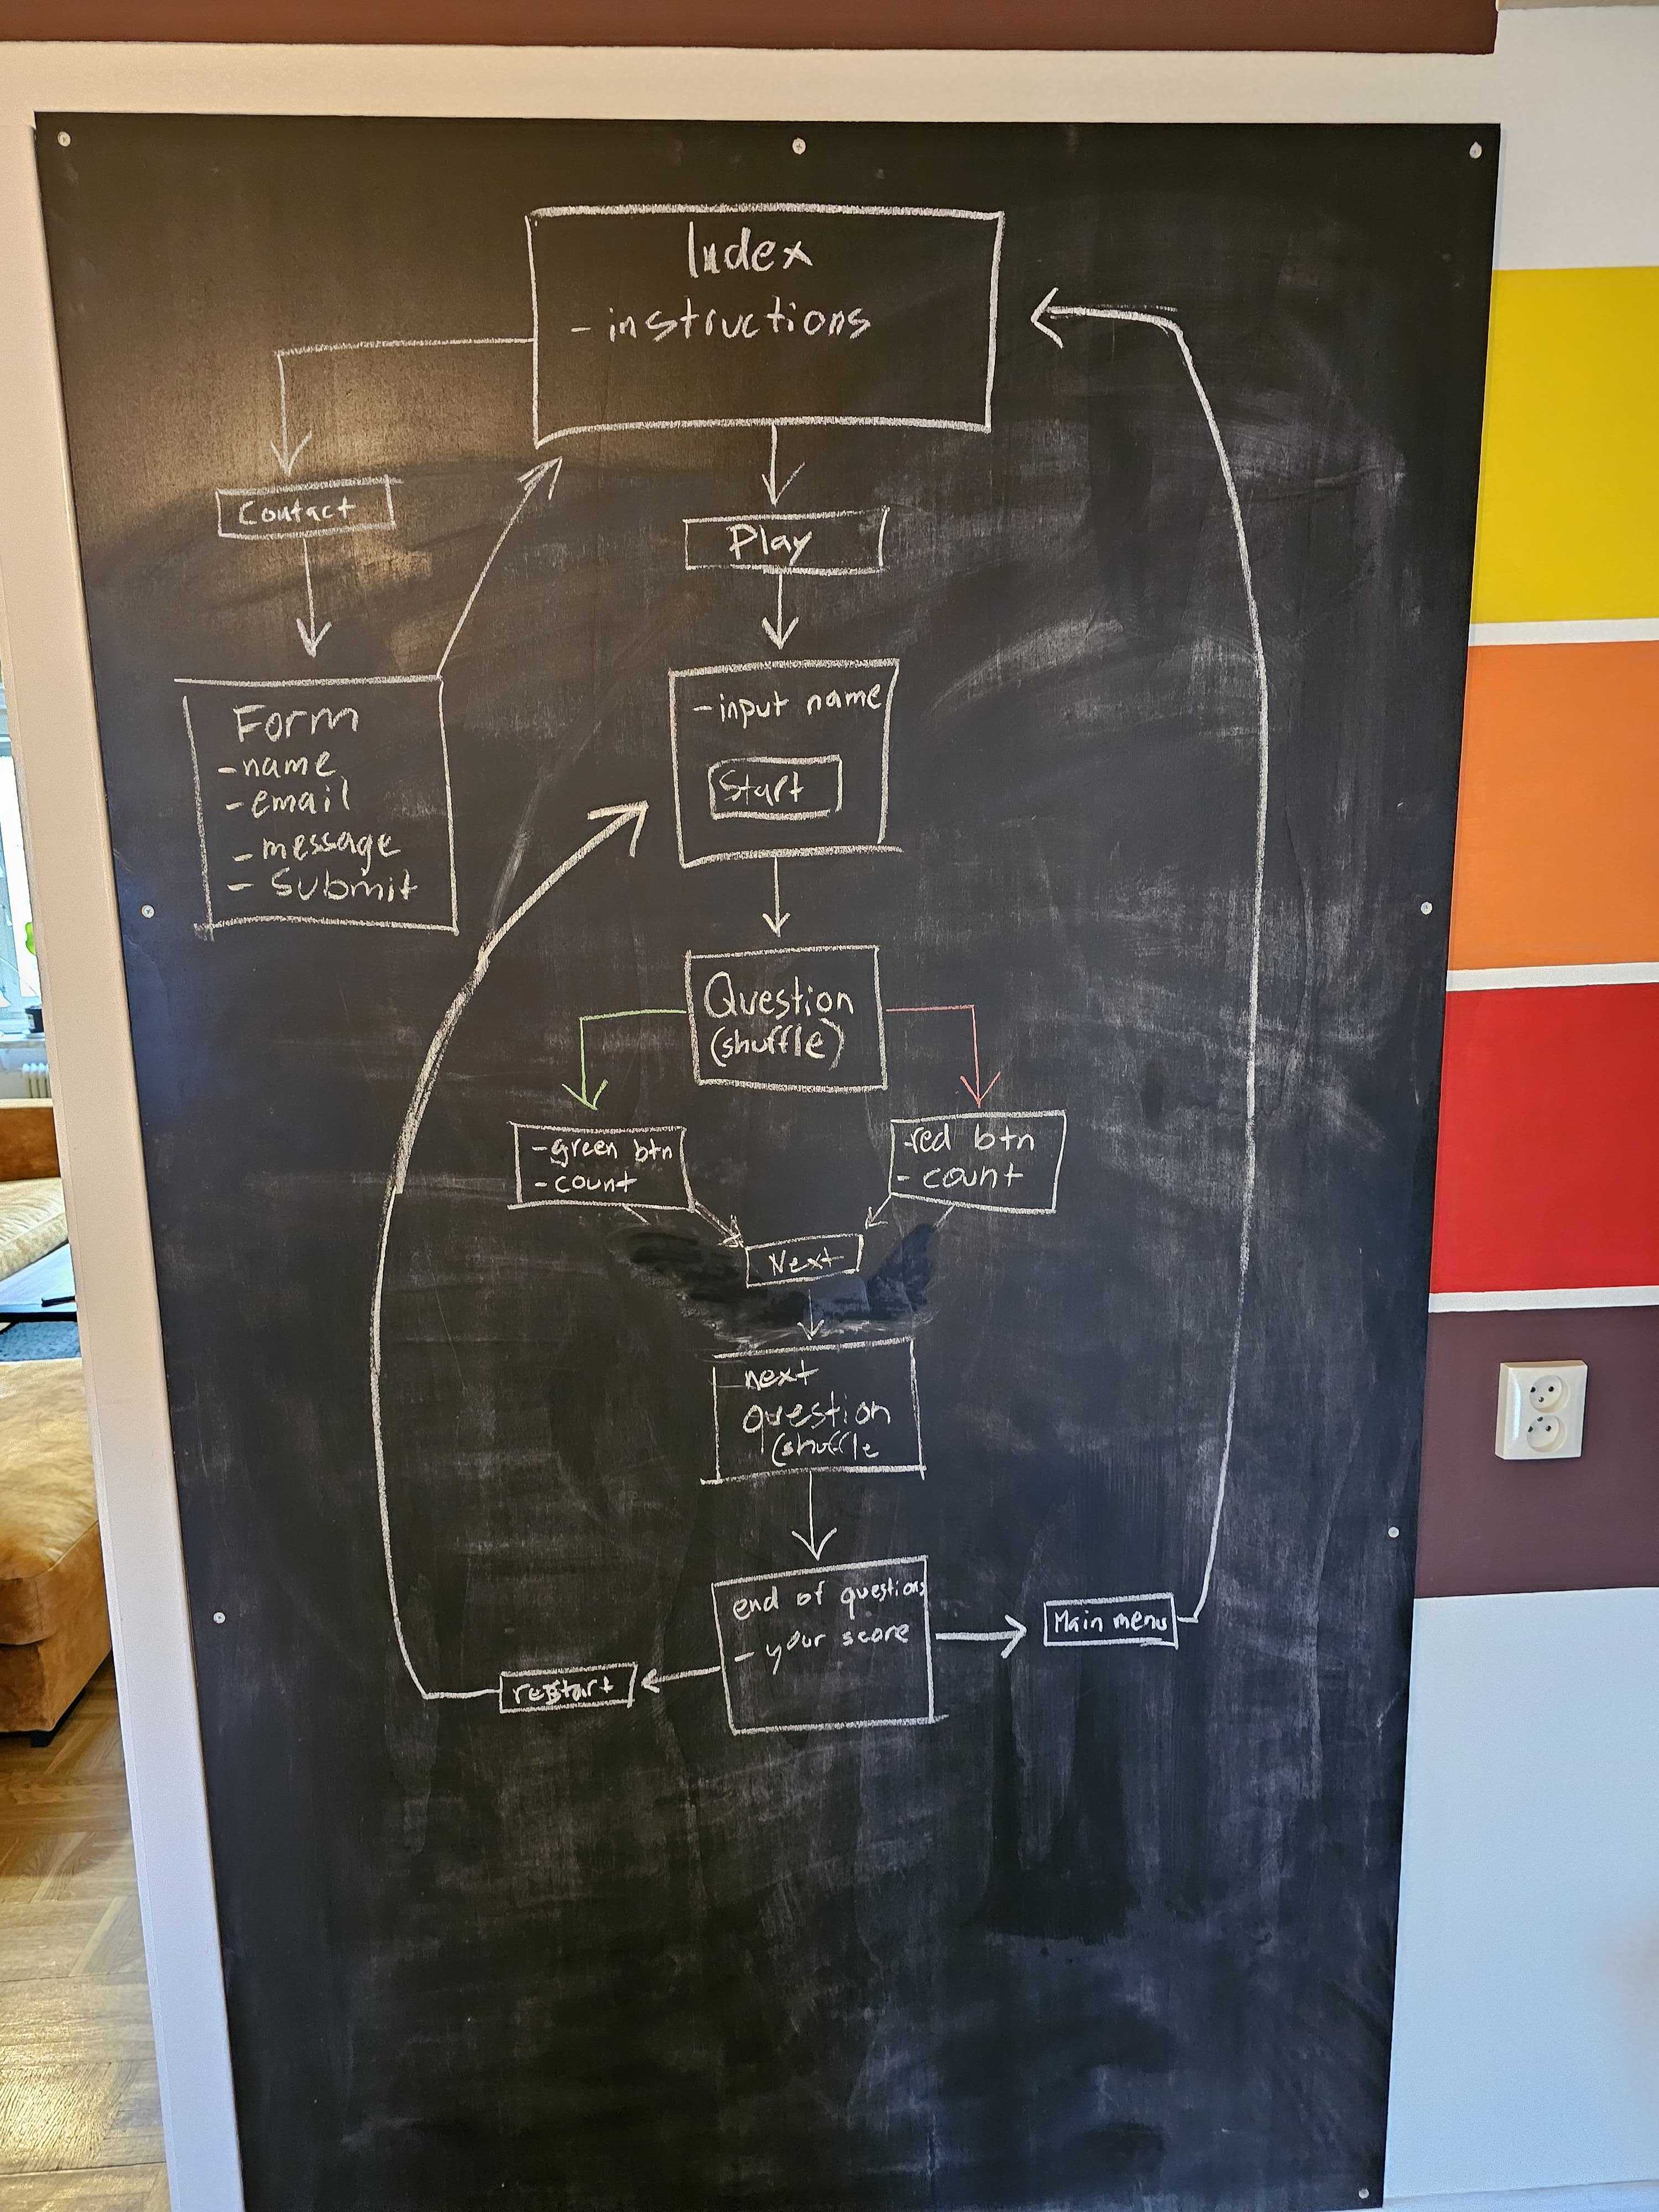 Index
- instructions
Contact
Play
Form
- name
- email
- message
- Submit
- input name
Start
Question
(shuffle)
- green btn
- count
- red btn
- count
Next
next
question
(shuffle
end of questions
- your score
Main menu
restart